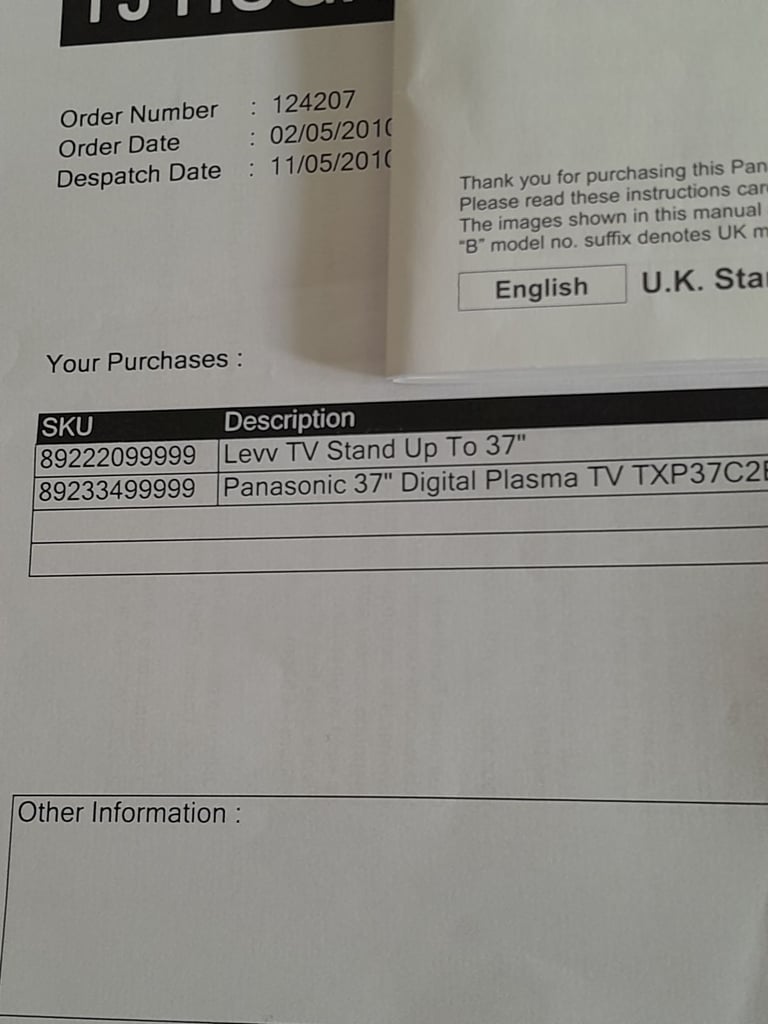 Order Number : 124207
Order Date : 02/05/2010
Despatch Date : 11/05/2010
Thank you for purchasing this Pan
Please read these instructions car
The images shown in this manual
"B" model no. suffix denotes UK m
English U.K. Sta
Your Purchases :
SKU Description
89222099999 Levv TV Stand Up To 37"
89233499999 Panasonic 37" Digital Plasma TV TXP37C2
Other Information :